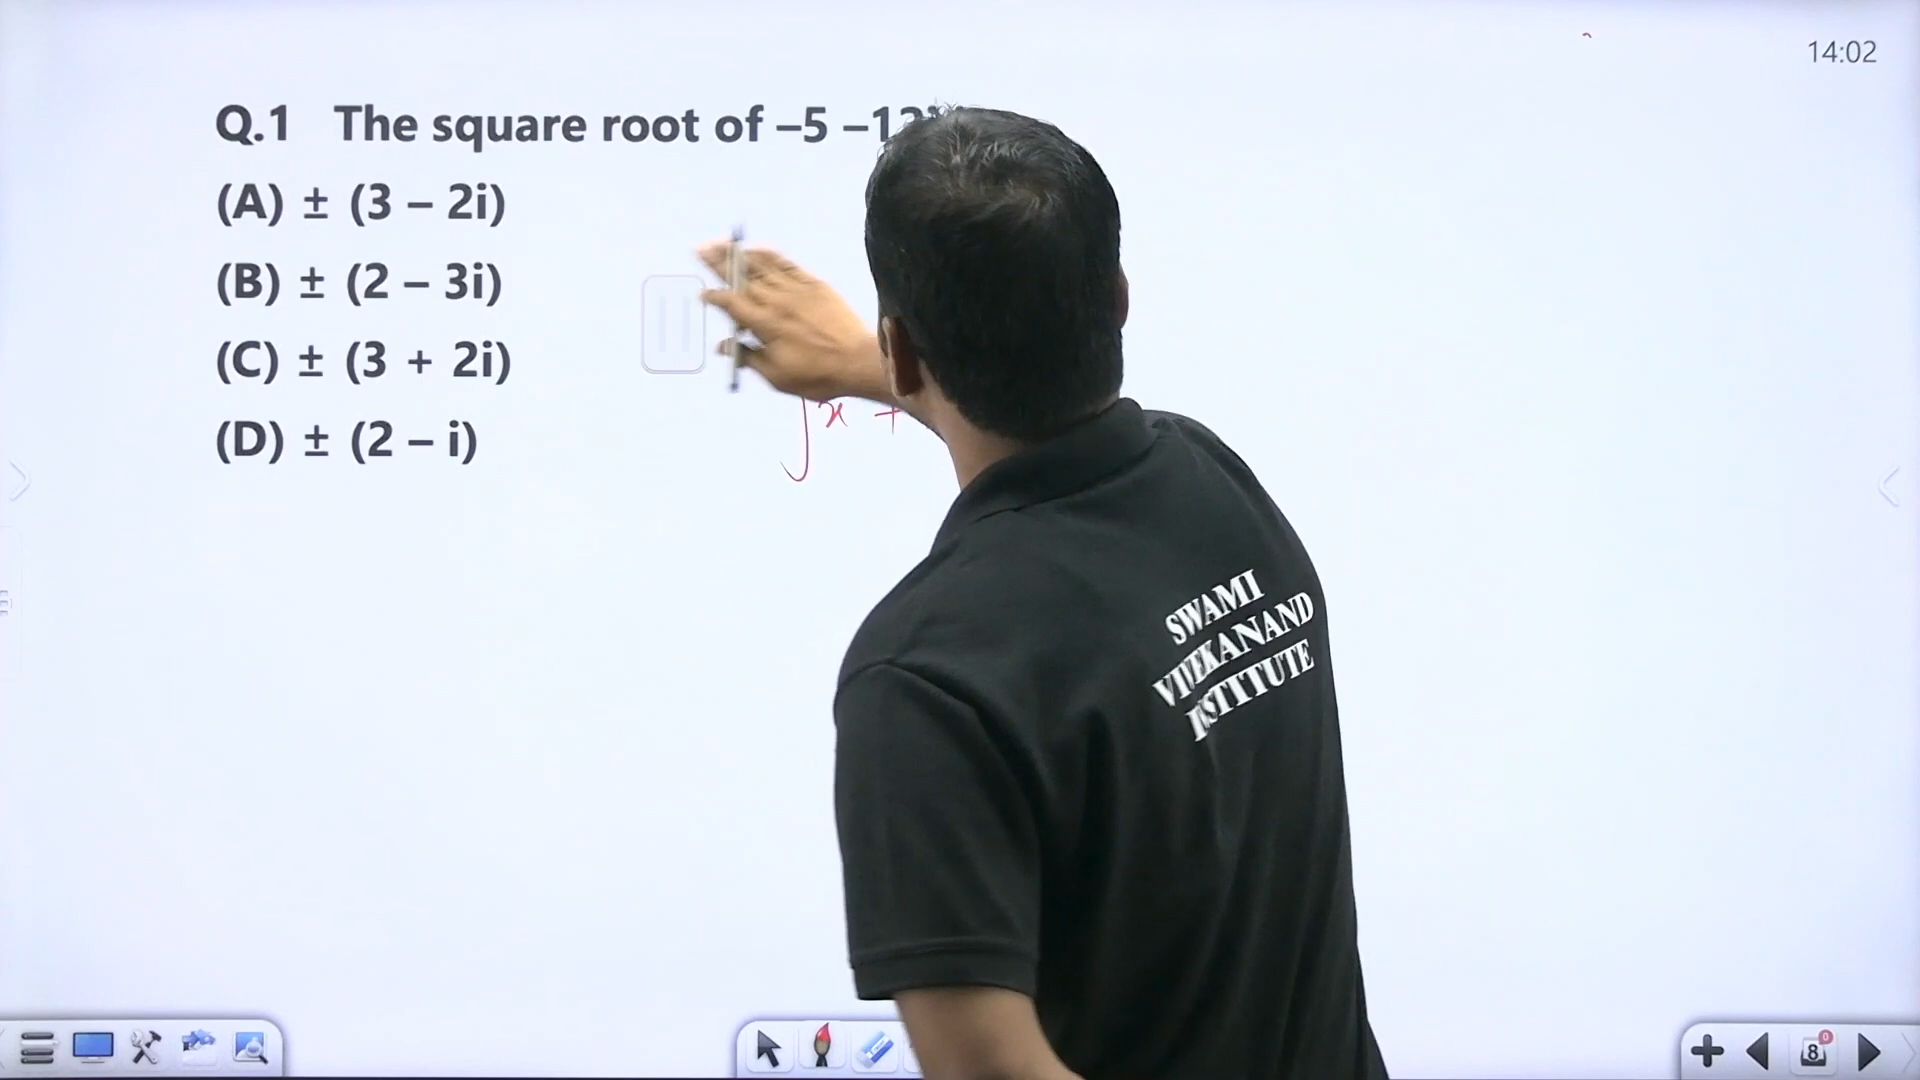 14:02
Q.1 The square root of –5 –12i
(A) ± (3 – 2i)
(B) ± (2 – 3i)
(C) ± (3 + 2i)
(D) ± (2 – i)
x +
SWAMI
VIVEKANAND
INSTITUTE
8
0